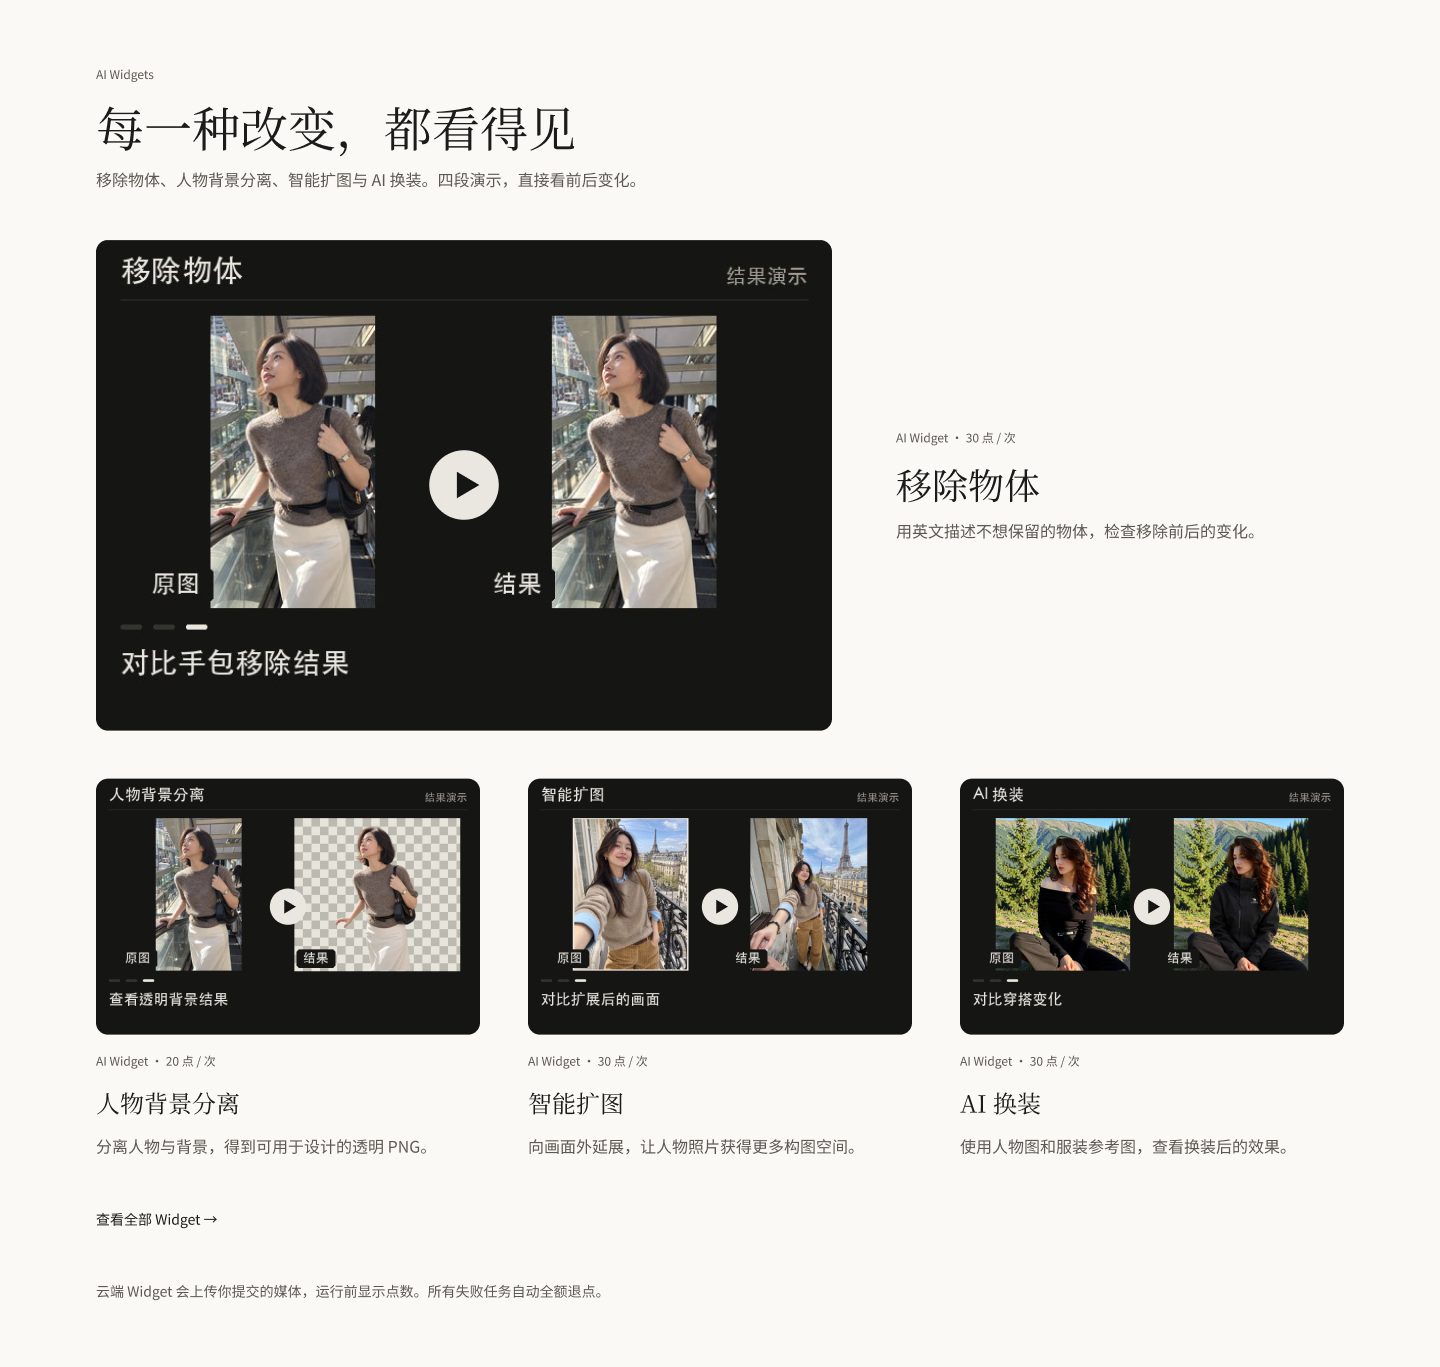 AI Widgets
每一种改变，都看得见
移除物体、人物背景分离、智能扩图与 AI 换装。四段演示，直接看前后变化。
移除物体
结果演示
原图
结果
对比手包移除结果
AI Widget · 30 点 / 次
移除物体
用英文描述不想保留的物体，检查移除前后的变化。
人物背景分离
结果演示
原图
结果
查看透明背景结果
AI Widget · 20 点 / 次
人物背景分离
分离人物与背景，得到可用于设计的透明 PNG。
智能扩图
结果演示
原图
结果
对比扩展后的画面
AI Widget · 30 点 / 次
智能扩图
向画面外延展，让人物照片获得更多构图空间。
AI 换装
结果演示
原图
结果
对比穿搭变化
AI Widget · 30 点 / 次
AI 换装
使用人物图和服装参考图，查看换装后的效果。
查看全部 Widget →
云端 Widget 会上传你提交的媒体，运行前显示点数。所有失败任务自动全额退点。